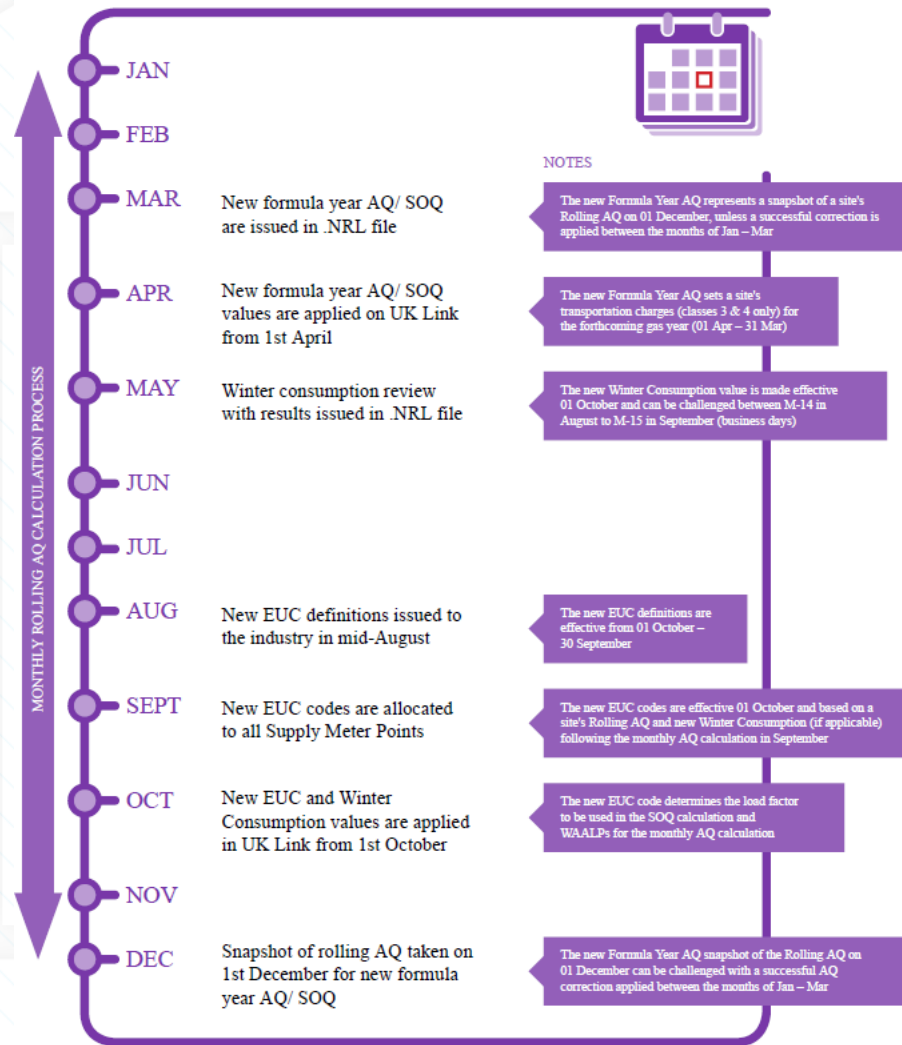 MONTHLY ROLLING AQ CALCULATION PROCESS
JAN
FEB
NOTES
MAR
New formula year AQ/ SOQ
are issued in .NRL file
The new Formula Year AQ represents a snapshot of a site's
Rolling AQ on 01 December, unless a successful correction is
applied between the months of Jan – Mar
APR
New formula year AQ/ SOQ
values are applied on UK Link
from 1st April
The new Formula Year AQ sets a site's
transportation charges (classes 3 & 4 only) for
the forthcoming gas year (01 Apr – 31 Mar)
MAY
Winter consumption review
with results issued in .NRL file
The new Winter Consumption value is made effective
01 October and can be challenged between M-14 in
August to M-15 in September (business days)
JUN
JUL
AUG
New EUC definitions issued to
the industry in mid-August
The new EUC definitions are
effective from 01 October –
30 September
SEPT
New EUC codes are allocated
to all Supply Meter Points
The new EUC codes are effective 01 October and based on a
site's Rolling AQ and new Winter Consumption (if applicable)
following the monthly AQ calculation in September
OCT
New EUC and Winter
Consumption values are applied
in UK Link from 1st October
The new EUC code determines the load factor
to be used in the SOQ calculation and
WAALPs for the monthly AQ calculation
NOV
DEC
Snapshot of rolling AQ taken on
1st December for new formula
year AQ/ SOQ
The new Formula Year AQ snapshot of the Rolling AQ on
01 December can be challenged with a successful AQ
correction applied between the months of Jan – Mar